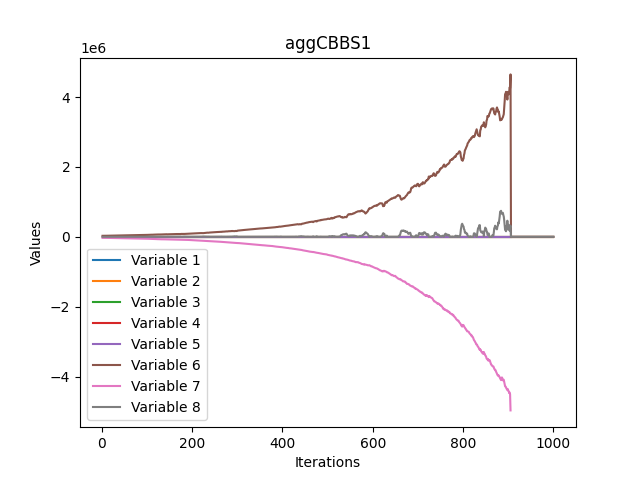 aggCBBS1
1e6
4
2
0
−2
−4
Values
Variable 1
Variable 2
Variable 3
Variable 4
Variable 5
Variable 6
Variable 7
Variable 8
0 200 400 600 800 1000
Iterations